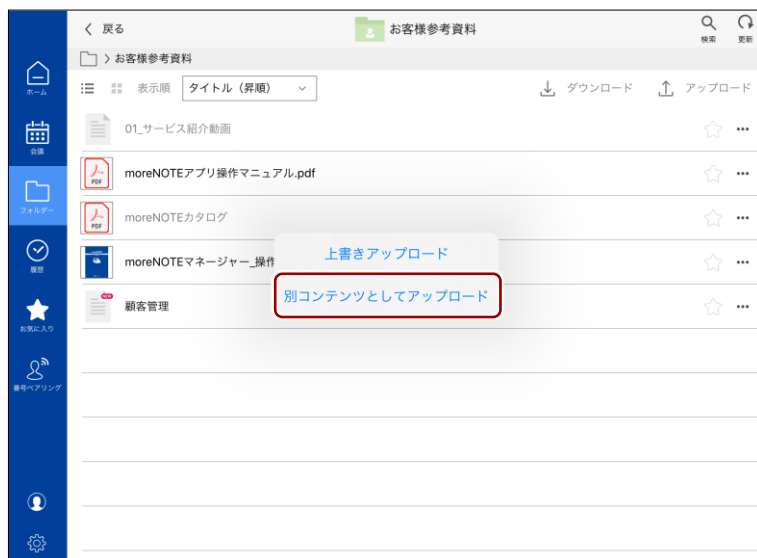 戻る
お客様参考資料
検索
更新
お客様参考資料
表示順
タイトル（昇順）
ダウンロード
アップロード
01_サービス紹介動画
PDF
moreNOTEアプリ操作マニュアル.pdf
PDF
moreNOTEカタログ
moreNOTEマネージャー_操作
NEW
顧客管理
上書きアップロード
別コンテンツとしてアップロード
ホーム
会議
フォルダー
履歴
お気に入り
番号ペアリング